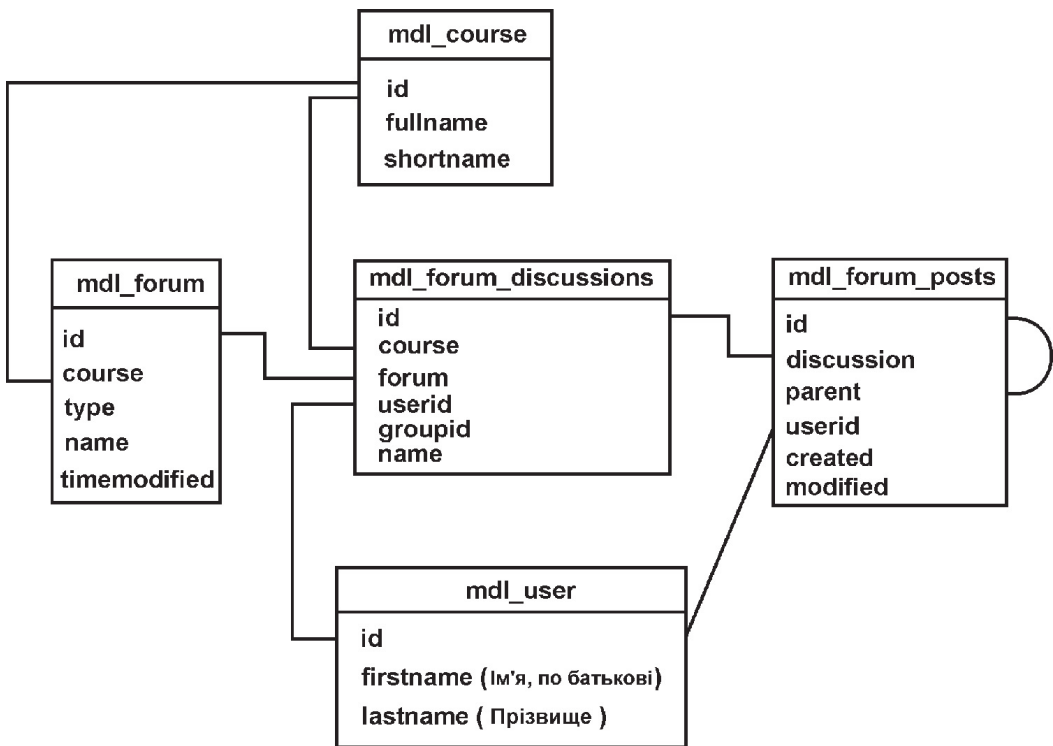 mdl_course
id
fullname
shortname
mdl_forum
id
course
type
name
timemodified
mdl_forum_discussions
id
course
forum
userid
groupid
name
mdl_forum_posts
id
discussion
parent
userid
created
modified
mdl_user
id
firstname (Ім'я, по батькові)
lastname ( Прізвище )